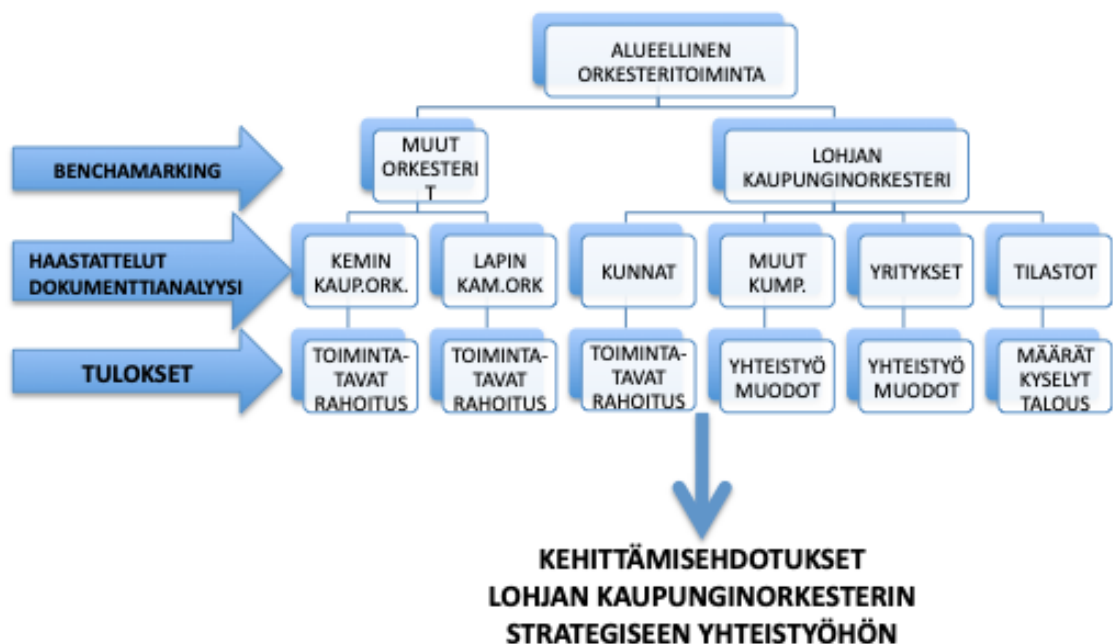 ALUEELLINEN
ORKESTERITOIMINTA
BENCHAMARKING
MUUT
ORKESTERI
T
LOHJAN
KAUPUNGINORKESTERI
HAASTATTELUT
DOKUMENTTIANALYYSI
KEMIN
KAUP.ORK.
LAPIN
KAM.ORK
KUNNAT
MUUT
KUMP.
YRITYKSET
TILASTOT
TULOKSET
TOIMINTA-
TAVAT
RAHOITUS
TOIMINTA-
TAVAT
RAHOITUS
TOIMINTA-
TAVAT
RAHOITUS
YHTEISTYÖ
MUODOT
YHTEISTYÖ
MUODOT
MÄÄRÄT
KYSELYT
TALOUS
KEHITTÄMISEHDOTUKSET
LOHJAN KAUPUNGINORKESTERIN
STRATEGISEEN YHTEISTYÖHÖN